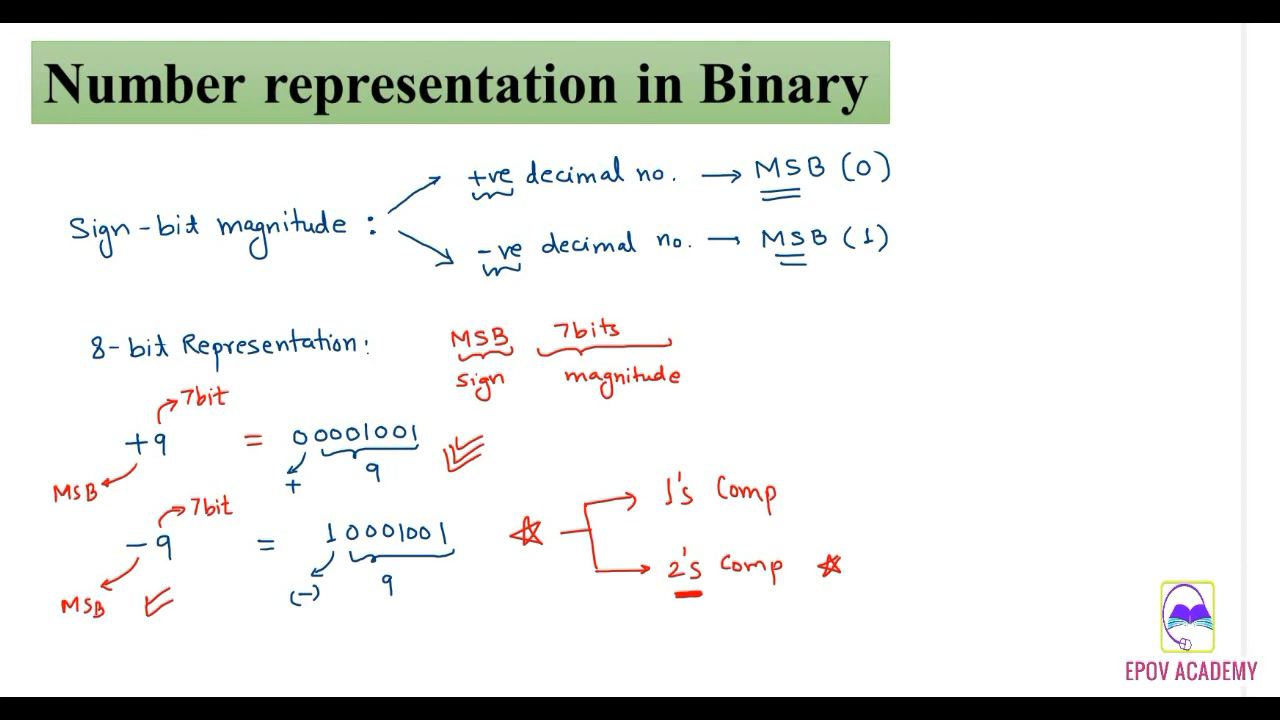 Number representation in Binary
+ve decimal no. → MSB (0)
Sign-bit magnitude :
-ve decimal no. → MSB (1)
8-bit Representation:
MSB 7bits
sign magnitude
7bit
+9 = 00001001
MSB
+ 9
7bit
-9 = 10001001
MSB
(-) 9
1's Comp
2's Comp
EPOV ACADEMY